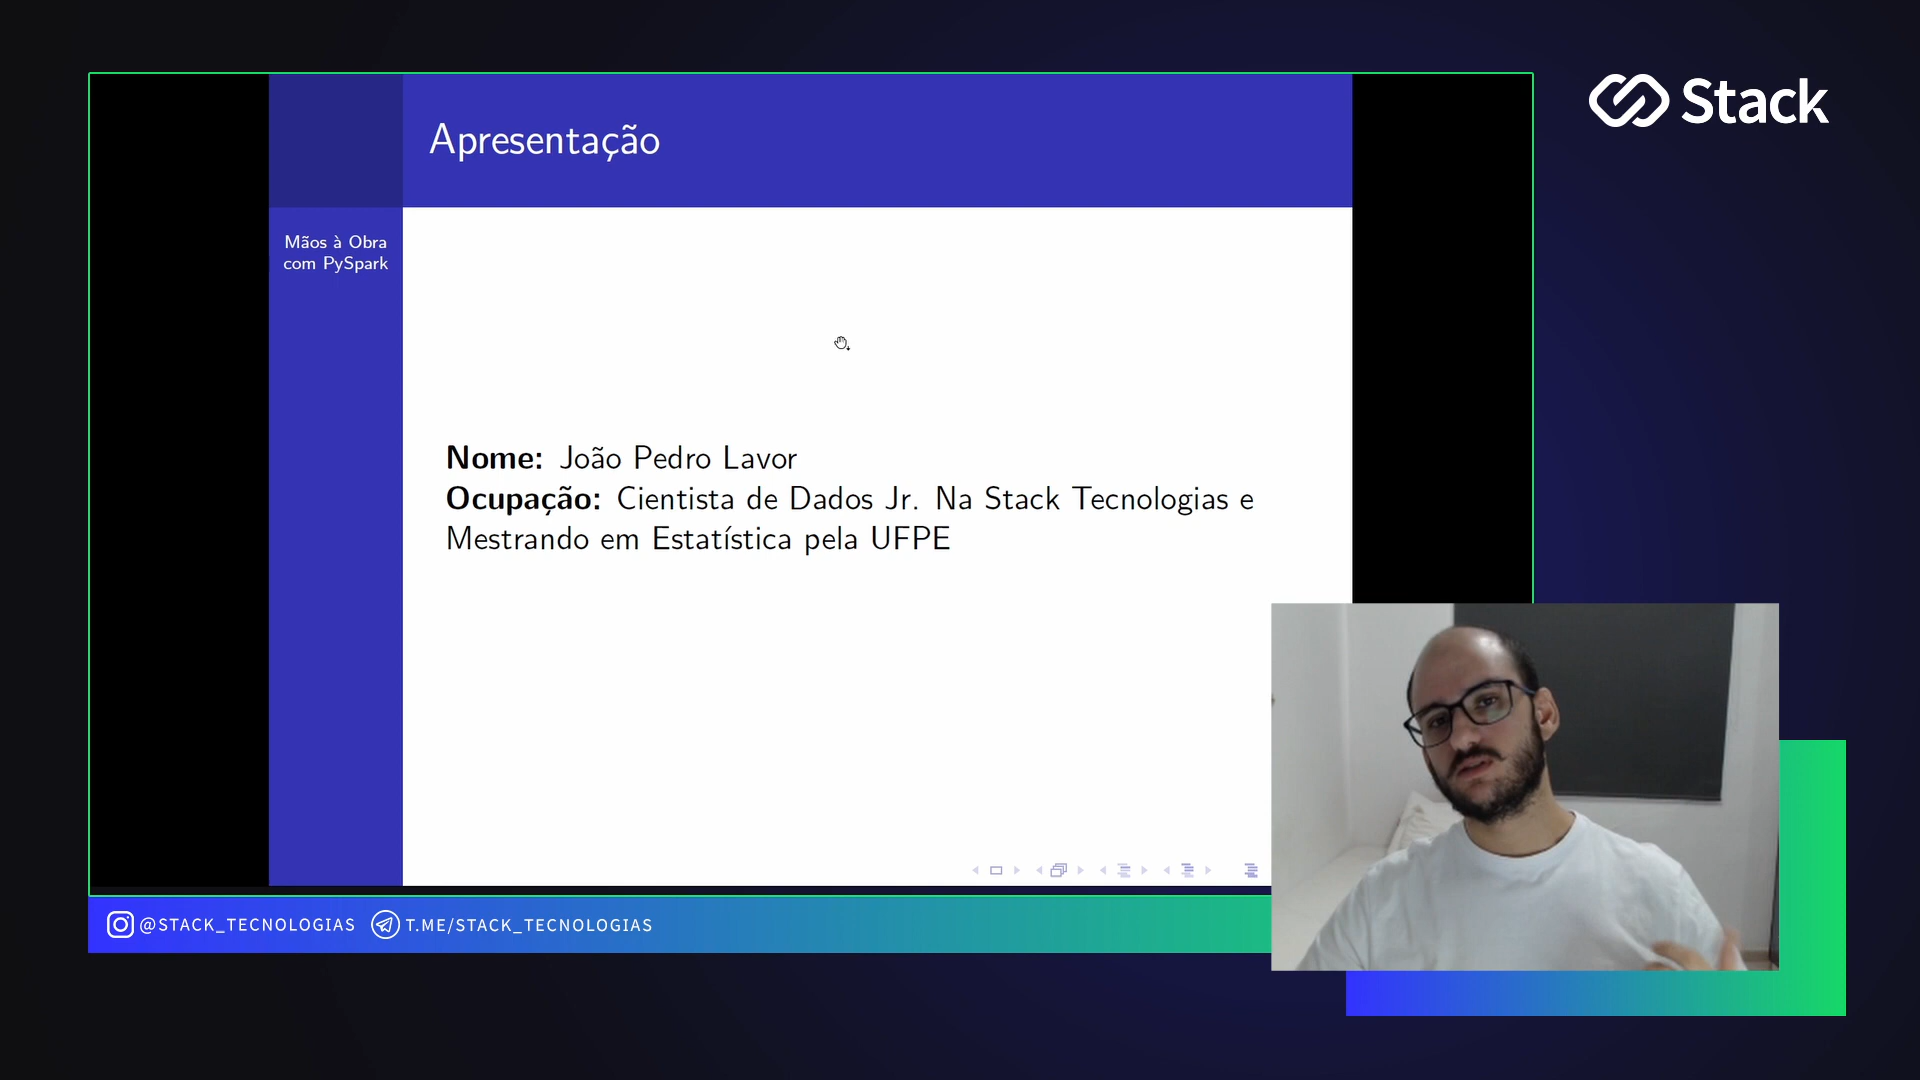 Stack
Apresentação
Mãos à Obra
com PySpark
Nome: João Pedro Lavor
Ocupação: Cientista de Dados Jr. Na Stack Tecnologias e
Mestrando em Estatística pela UFPE
@STACK_TECNOLOGIAS T.ME/STACK_TECNOLOGIAS